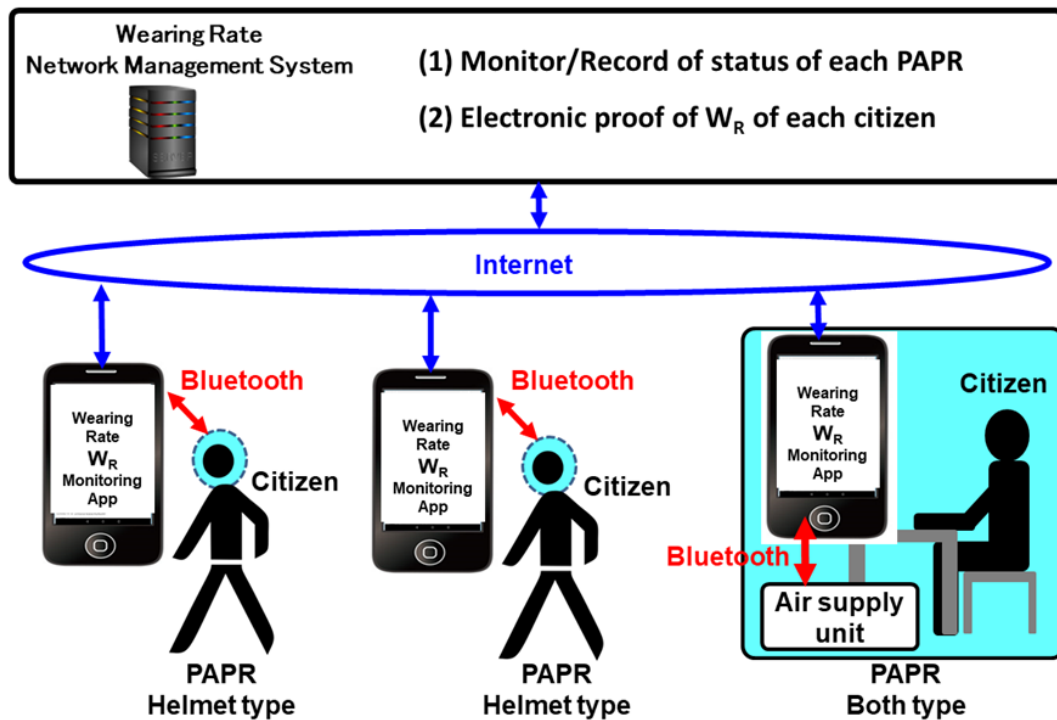 Wearing Rate
Network Management System
(1) Monitor/Record of status of each PAPR
(2) Electronic proof of WR of each citizen
Internet
Bluetooth
Wearing
Rate
WR
Monitoring
App
Citizen
PAPR
Helmet type
Bluetooth
Wearing
Rate
WR
Monitoring
App
Citizen
PAPR
Helmet type
Wearing
Rate
WR
Monitoring
App
Citizen
Bluetooth
Air supply
unit
PAPR
Both type